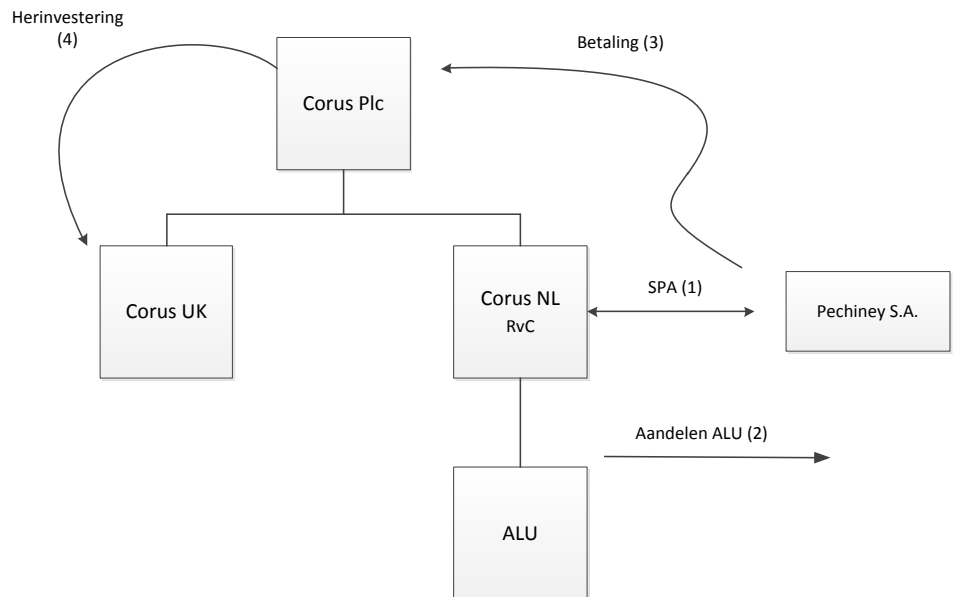 Herinvestering
(4)
Betaling (3)
Corus Plc
Corus UK
Corus NL
RvC
SPA (1)
Pechiney S.A.
Aandelen ALU (2)
ALU